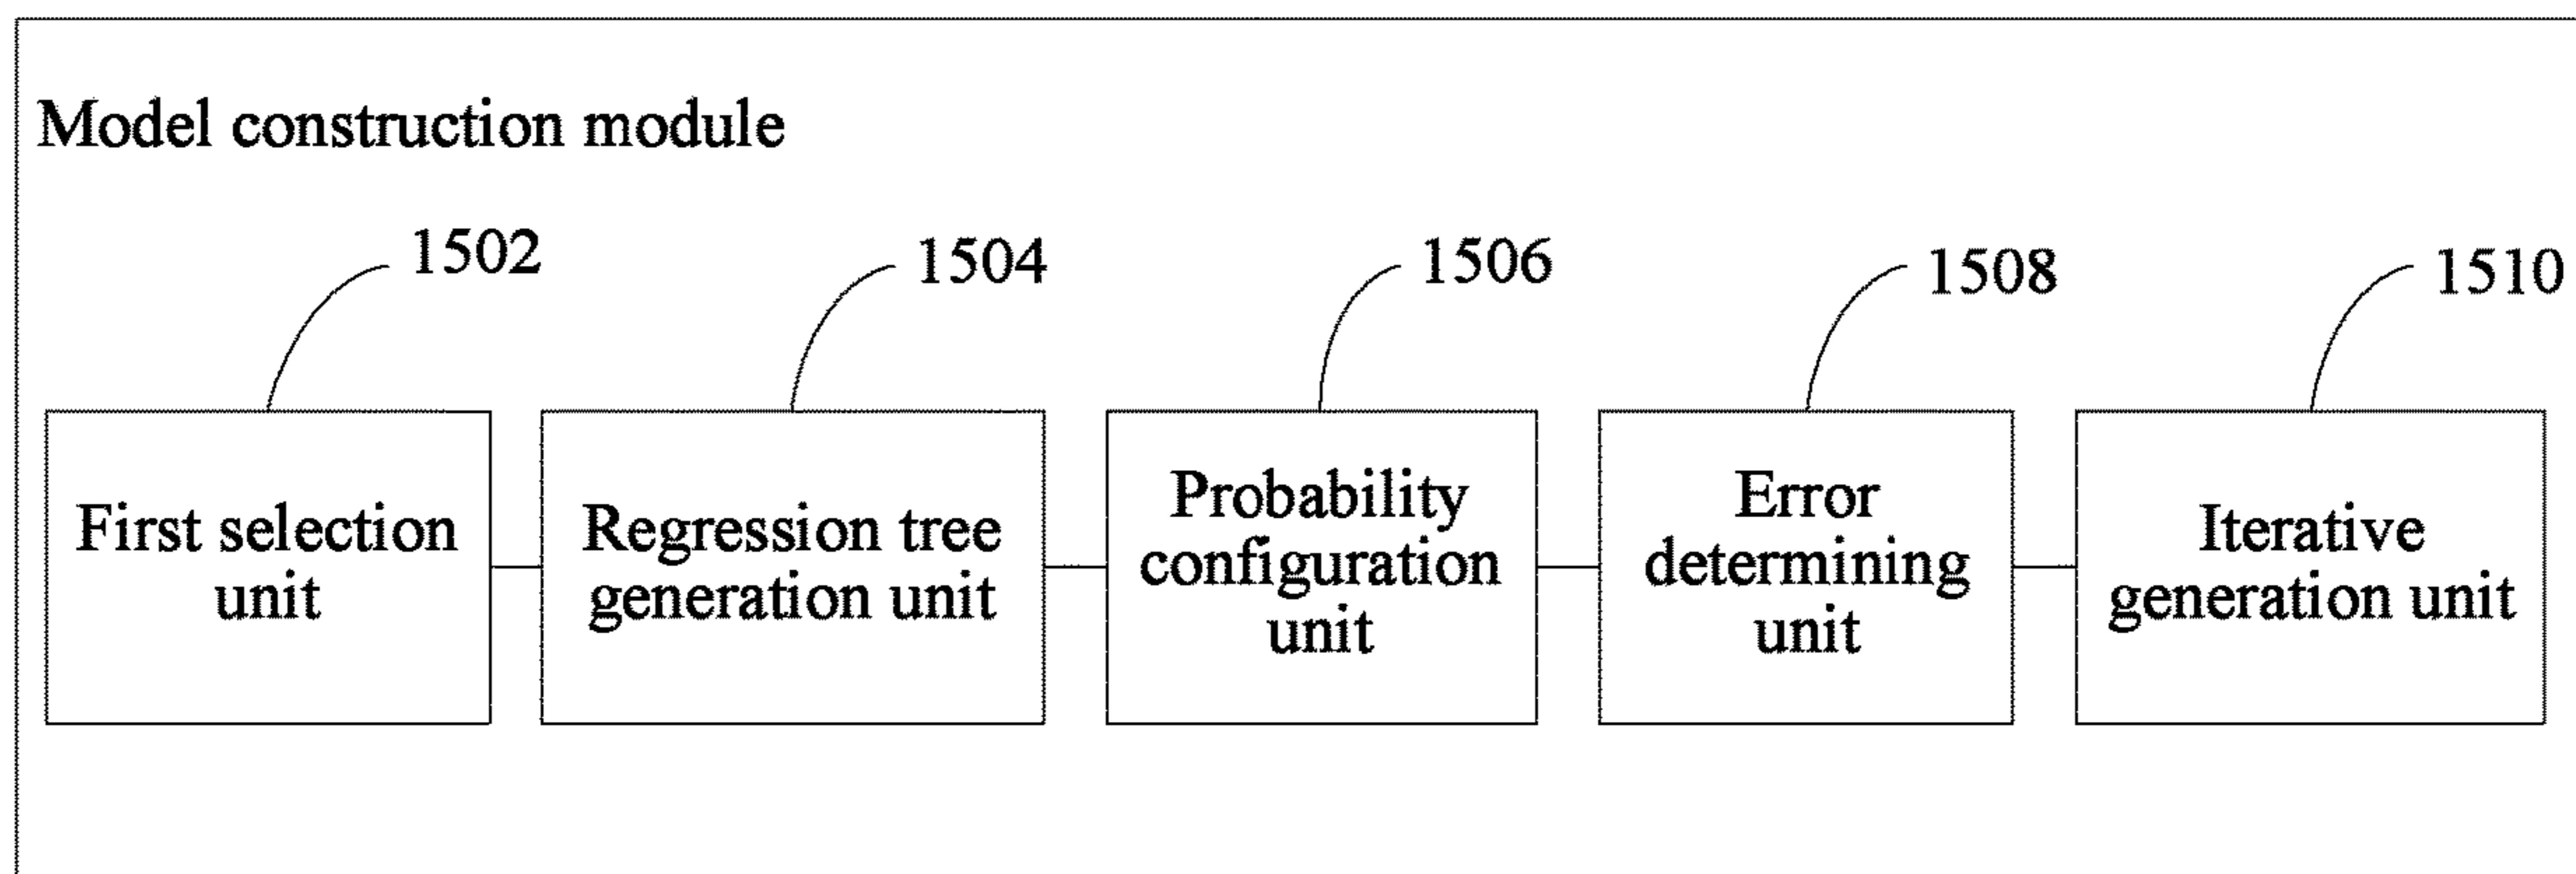 Model construction module
1502
1504
1506
1508
1510
First selection
unit
Regression tree
generation unit
Probability
configuration
unit
Error
determining
unit
Iterative
generation unit